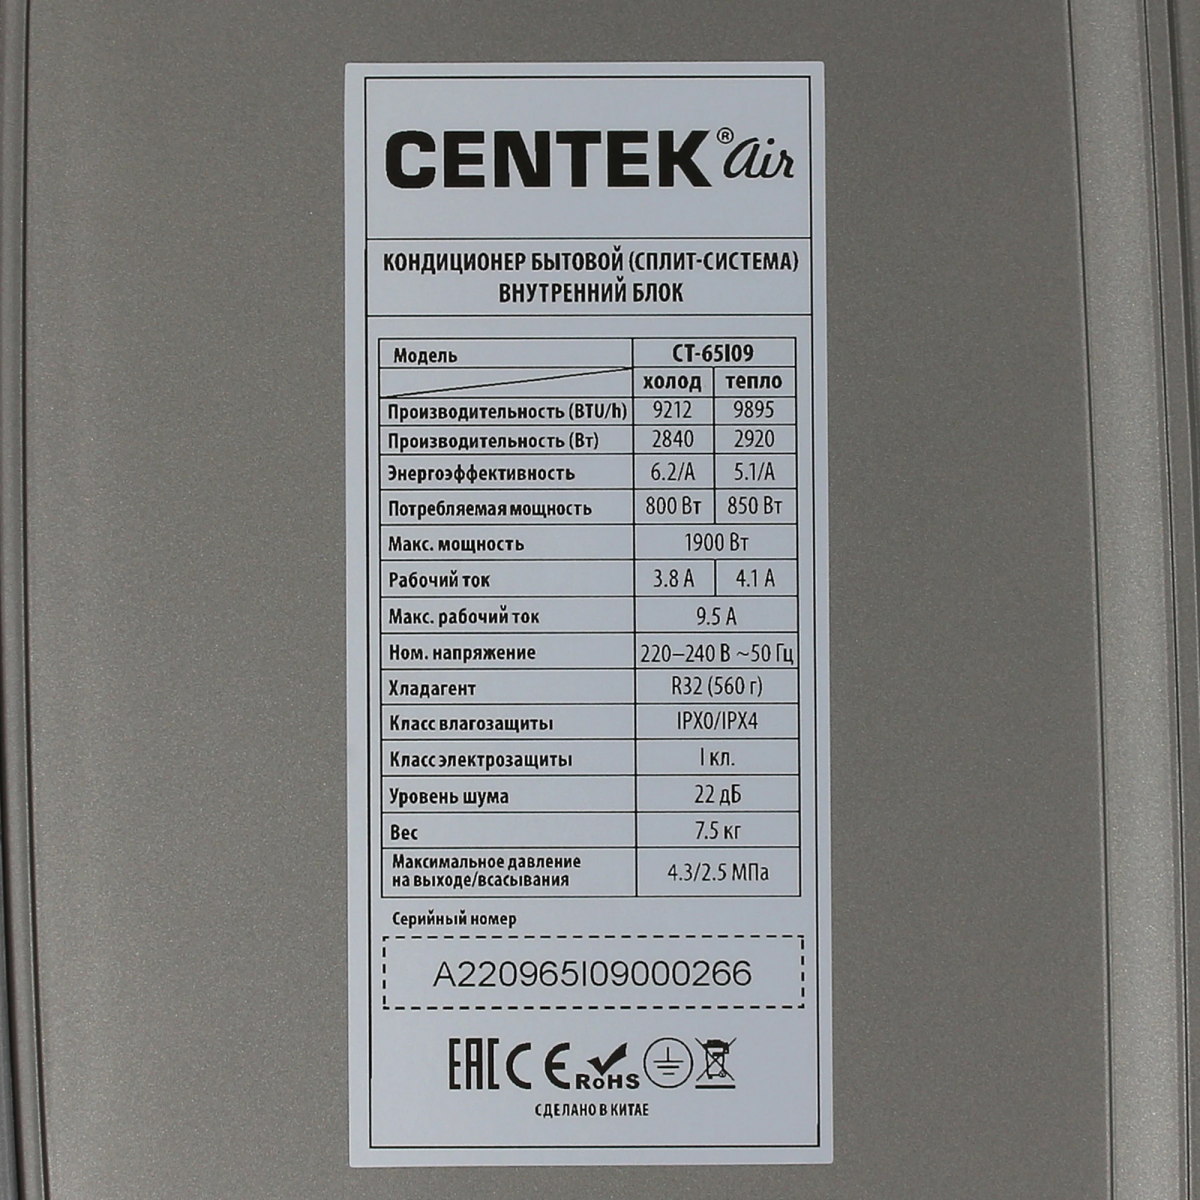 CENTEK® air
КОНДИЦИОНЕР БЫТОВОЙ (СПЛИТ-СИСТЕМА)
ВНУТРЕННИЙ БЛОК
Модель CT-65I09
холод тепло
Производительность (BTU/h) 9212 9895
Производительность (Вт) 2840 2920
Энергоэффективность 6.2/A 5.1/A
Потребляемая мощность 800 Вт 850 Вт
Макс. мощность 1900 Вт
Рабочий ток 3.8 А 4.1 А
Макс. рабочий ток 9.5 А
Ном. напряжение 220–240 В ~50 Гц
Хладагент R32 (560 г)
Класс влагозащиты IPX0/IPX4
Класс электрозащиты I кл.
Уровень шума 22 дБ
Вес 7.5 кг
Максимальное давление
на выходе/всасывания 4.3/2.5 МПа
Серийный номер
A220965I09000266
EAC CE RoHS
СДЕЛАНО В КИТАЕ